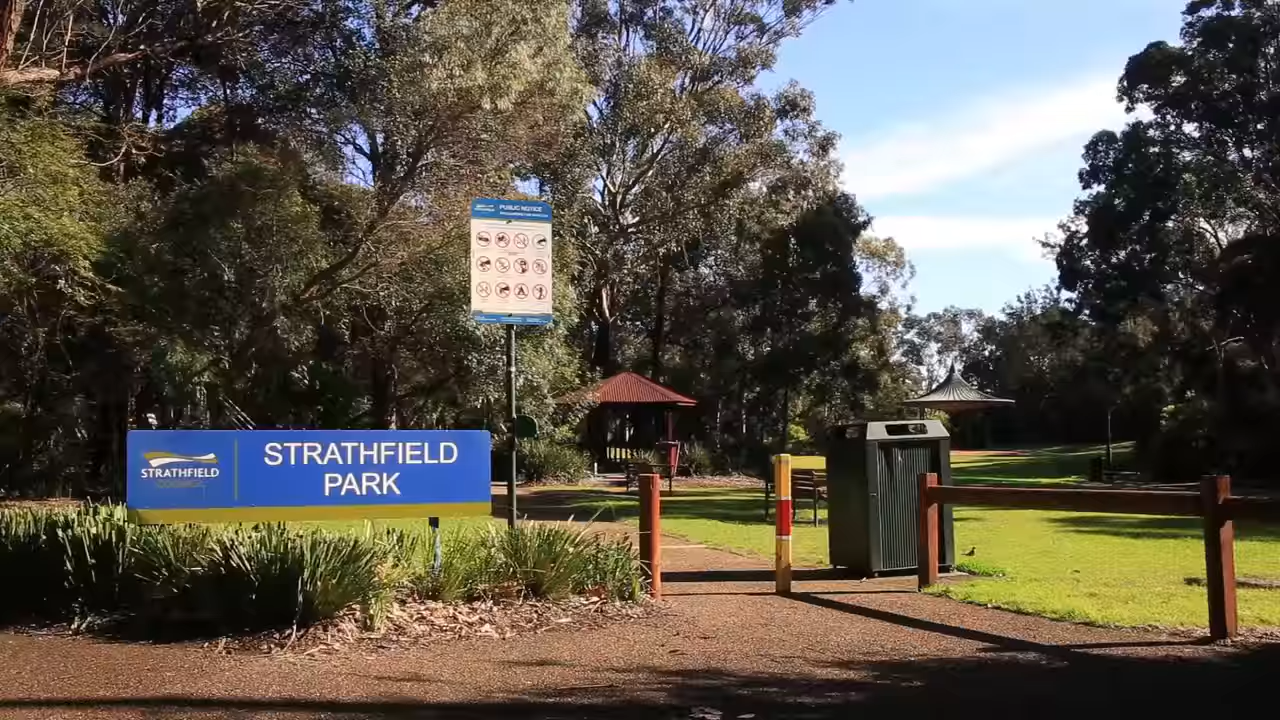 PUBLIC NOTICE
STRATHFIELD
PARK
STRATHFIELD
COUNCIL